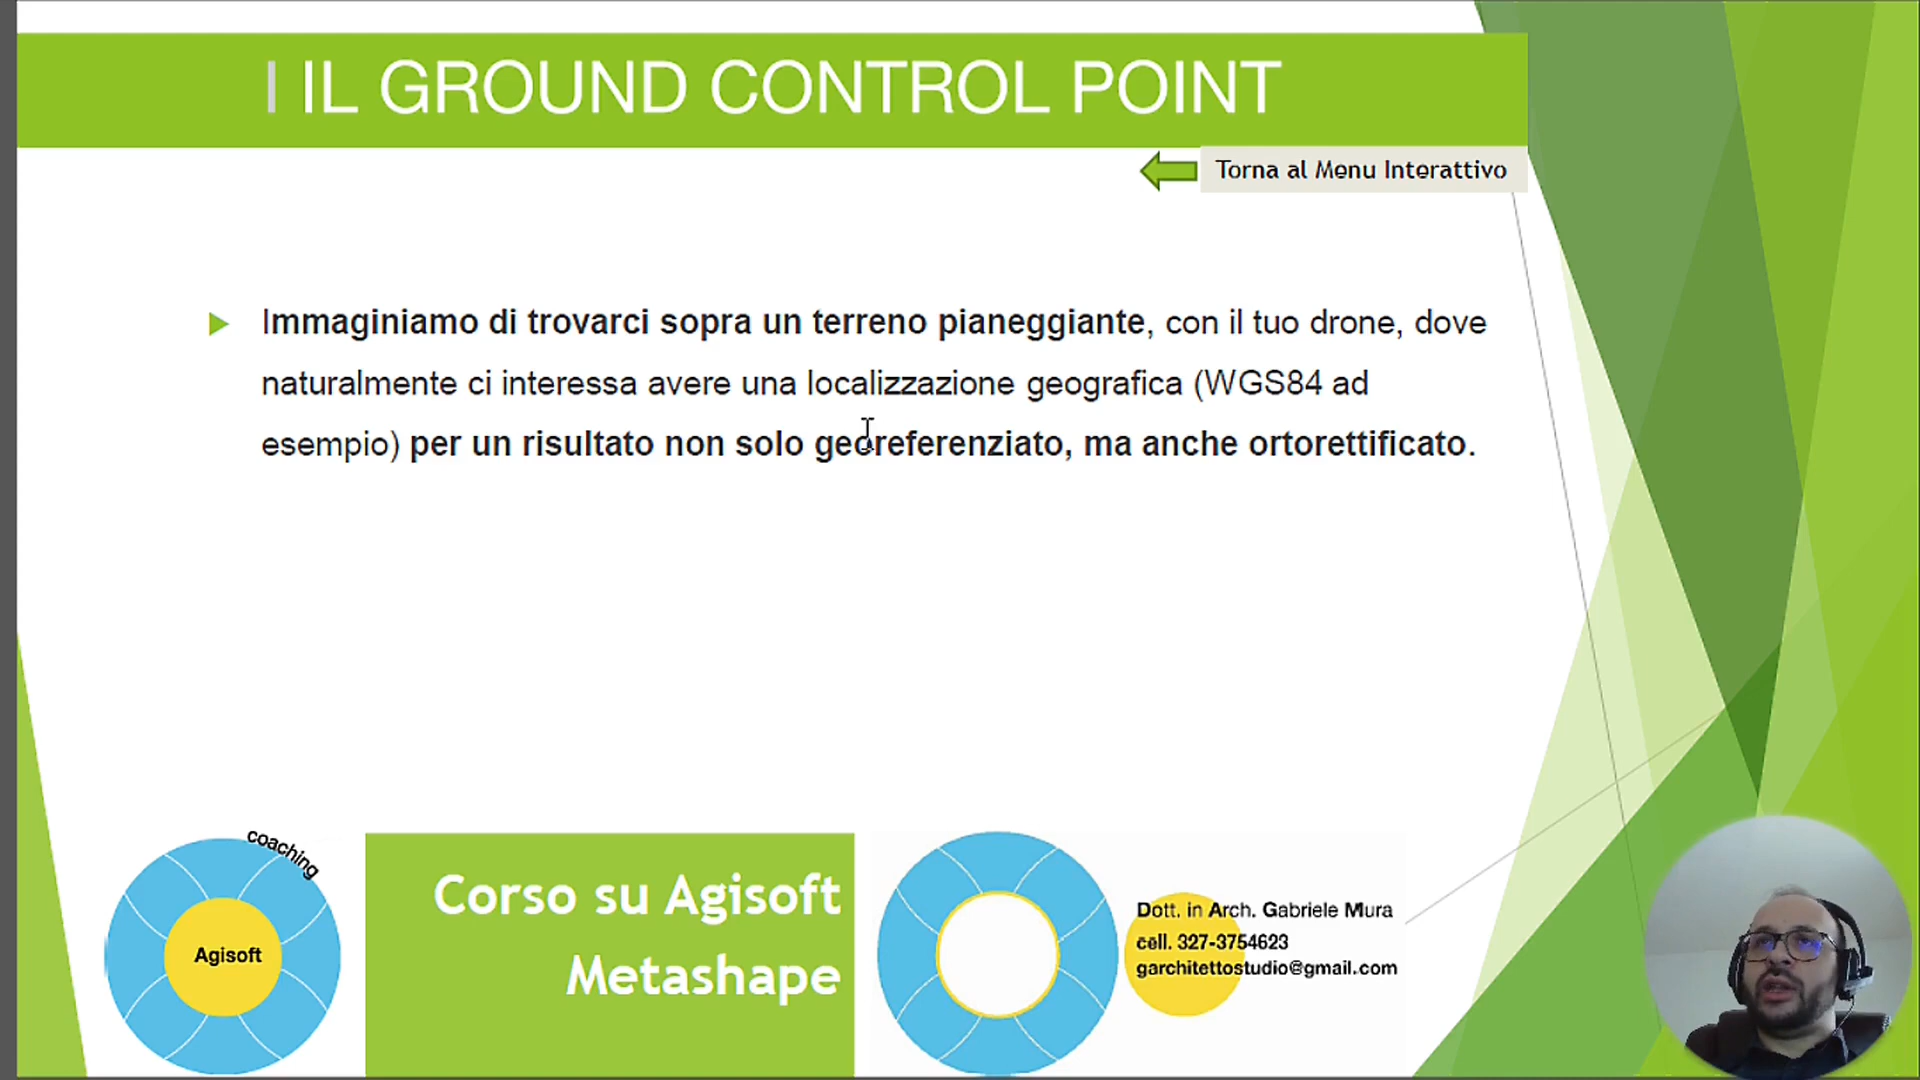 I IL GROUND CONTROL POINT
Torna al Menu Interattivo
Immaginiamo di trovarci sopra un terreno pianeggiante, con il tuo drone, dove
naturalmente ci interessa avere una localizzazione geografica (WGS84 ad
esempio) per un risultato non solo georeferenziato, ma anche ortorettificato.
coaching
Agisoft
Corso su Agisoft
Metashape
Dott. in Arch. Gabriele Mura
cell. 327-3754623
garchitettostudio@gmail.com